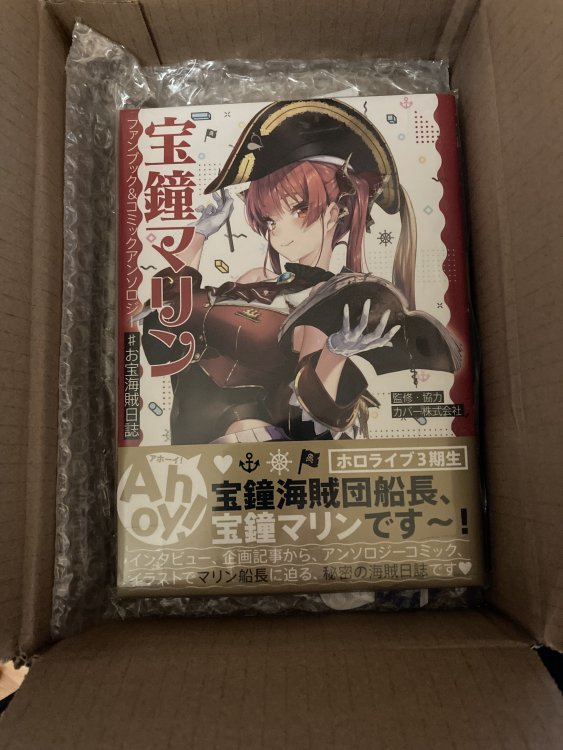 宝鐘マリン
ファンブック&コミックアンソロジー
#お宝海賊日誌
監修・協力
カバー株式会社
アホーイ!
Ahoy!
ホロライブ3期生
宝鐘海賊団船長、
宝鐘マリンです〜!
インタビュー、企画記事から、アンソロジーコミック、
イラストでマリン船長に迫る、秘密の海賊日誌です♥